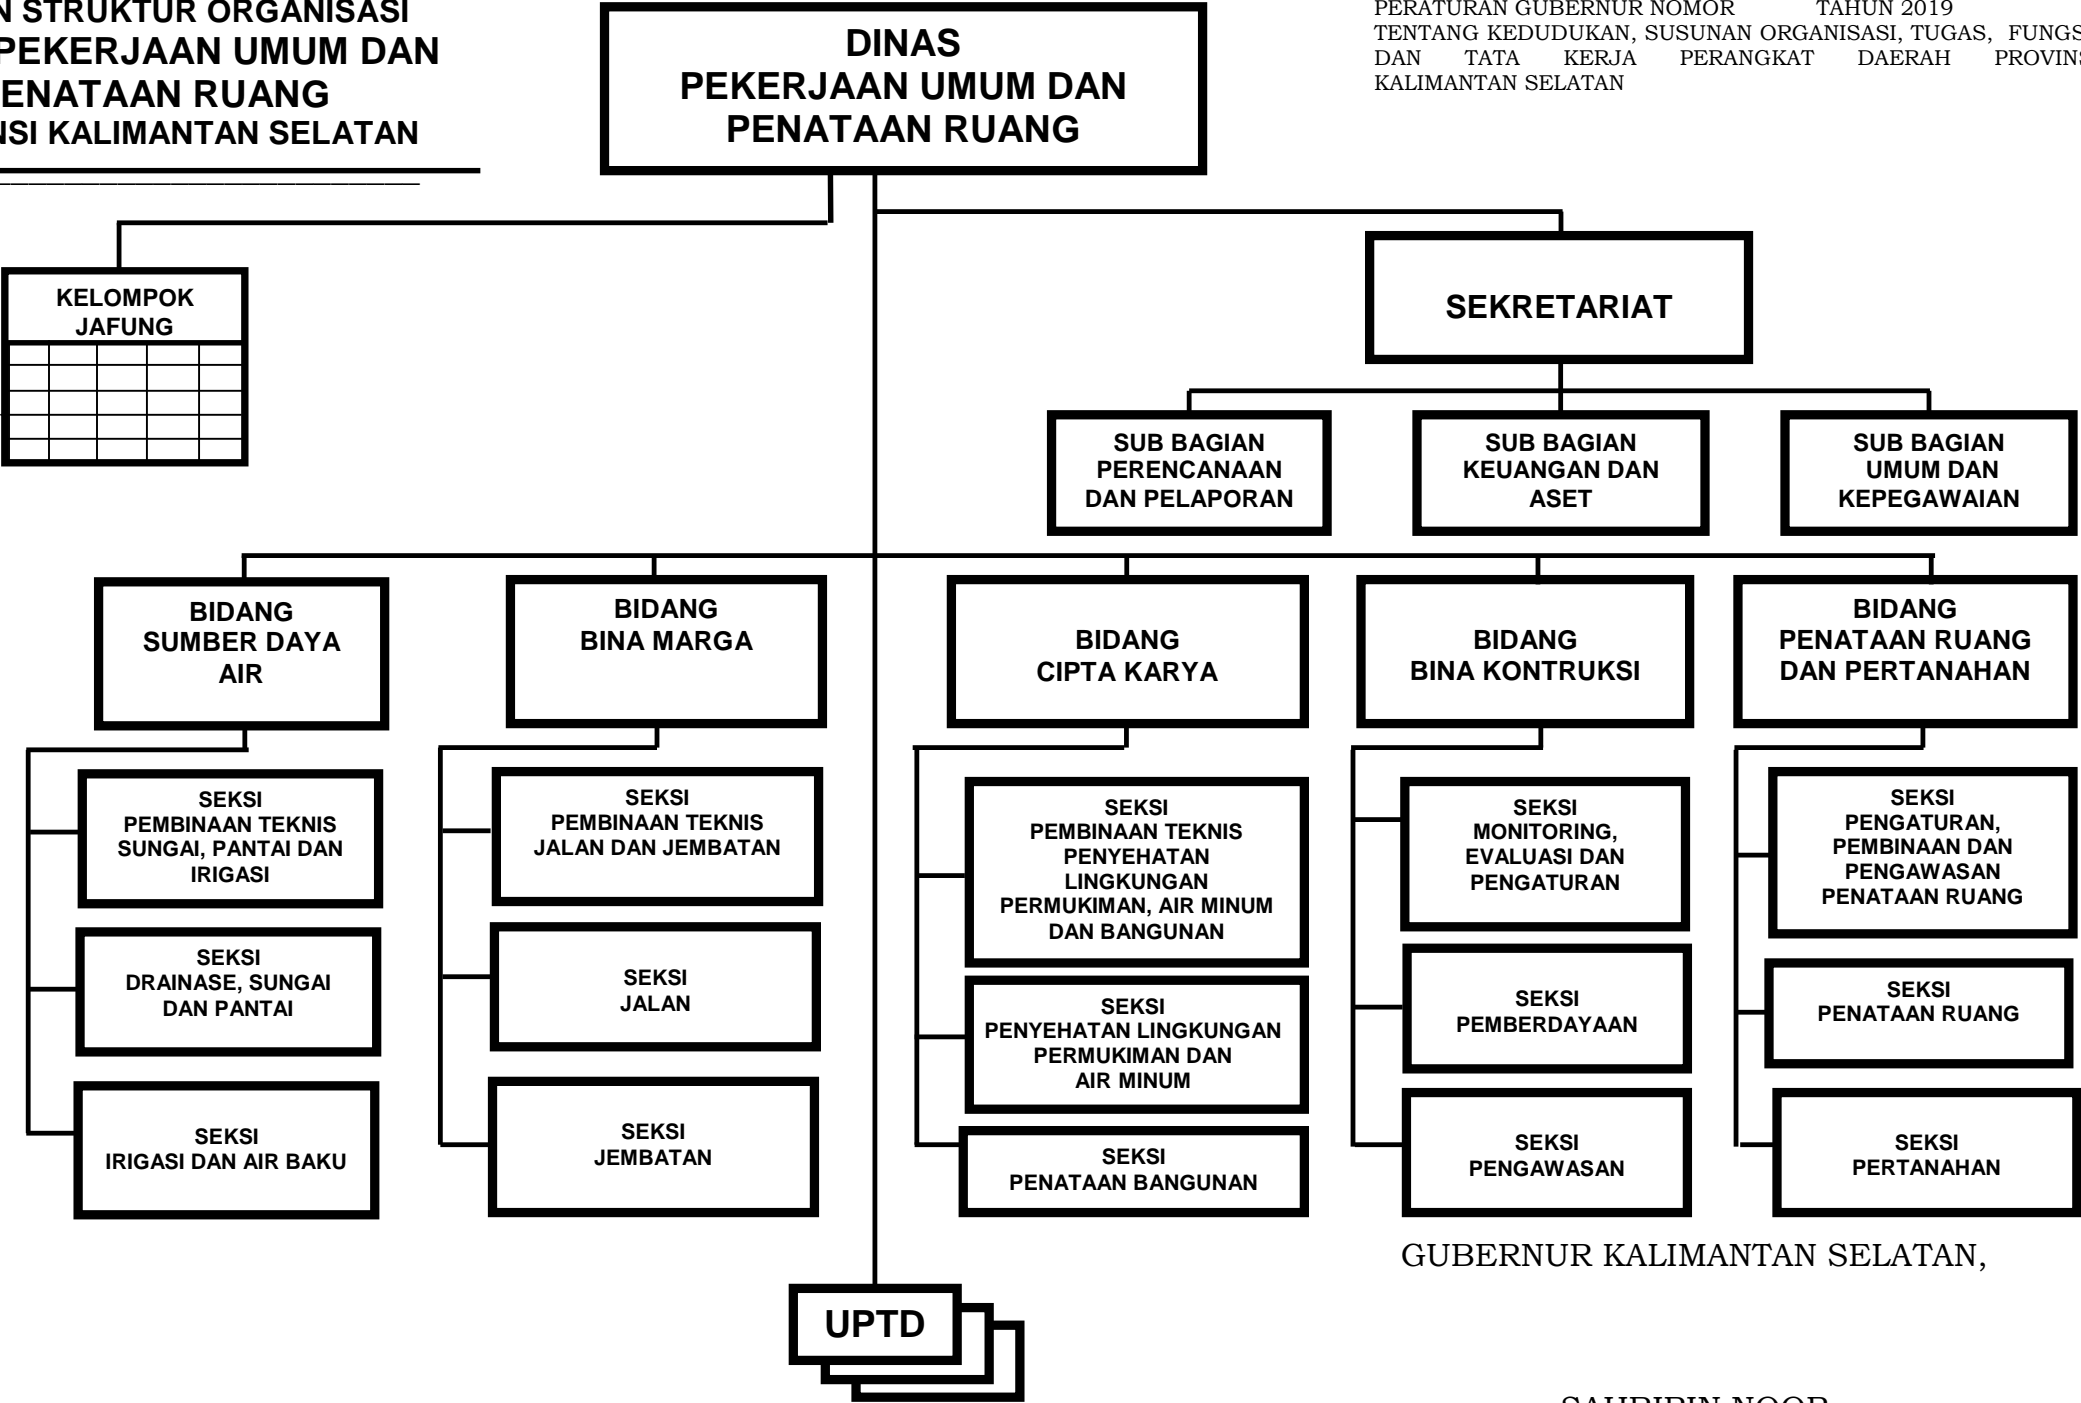 N STRUKTUR ORGANISASI
PEKERJAAN UMUM DAN
ENATAAN RUANG
NSI KALIMANTAN SELATAN
DINAS
PEKERJAAN UMUM DAN
PENATAAN RUANG
PERATURAN GUBERNUR NOMOR TAHUN 2019
TENTANG KEDUDUKAN, SUSUNAN ORGANISASI, TUGAS, FUNGS
DAN TATA KERJA PERANGKAT DAERAH PROVINS
KALIMANTAN SELATAN
KELOMPOK
JAFUNG
SEKRETARIAT
SUB BAGIAN
PERENCANAAN
DAN PELAPORAN
SUB BAGIAN
KEUANGAN DAN
ASET
SUB BAGIAN
UMUM DAN
KEPEGAWAIAN
BIDANG
SUMBER DAYA
AIR
BIDANG
BINA MARGA
BIDANG
CIPTA KARYA
BIDANG
BINA KONTRUKSI
BIDANG
PENATAAN RUANG
DAN PERTANAHAN
SEKSI
PEMBINAAN TEKNIS
SUNGAI, PANTAI DAN
IRIGASI
SEKSI
DRAINASE, SUNGAI
DAN PANTAI
SEKSI
IRIGASI DAN AIR BAKU
SEKSI
PEMBINAAN TEKNIS
JALAN DAN JEMBATAN
SEKSI
JALAN
SEKSI
JEMBATAN
SEKSI
PEMBINAAN TEKNIS
PENYEHATAN
LINGKUNGAN
PERMUKIMAN, AIR MINUM
DAN BANGUNAN
SEKSI
PENYEHATAN LINGKUNGAN
PERMUKIMAN DAN
AIR MINUM
SEKSI
PENATAAN BANGUNAN
SEKSI
MONITORING,
EVALUASI DAN
PENGATURAN
SEKSI
PEMBERDAYAAN
SEKSI
PENGAWASAN
SEKSI
PENGATURAN,
PEMBINAAN DAN
PENGAWASAN
PENATAAN RUANG
SEKSI
PENATAAN RUANG
SEKSI
PERTANAHAN
GUBERNUR KALIMANTAN SELATAN,
UPTD
SAHBIRIN NOOR